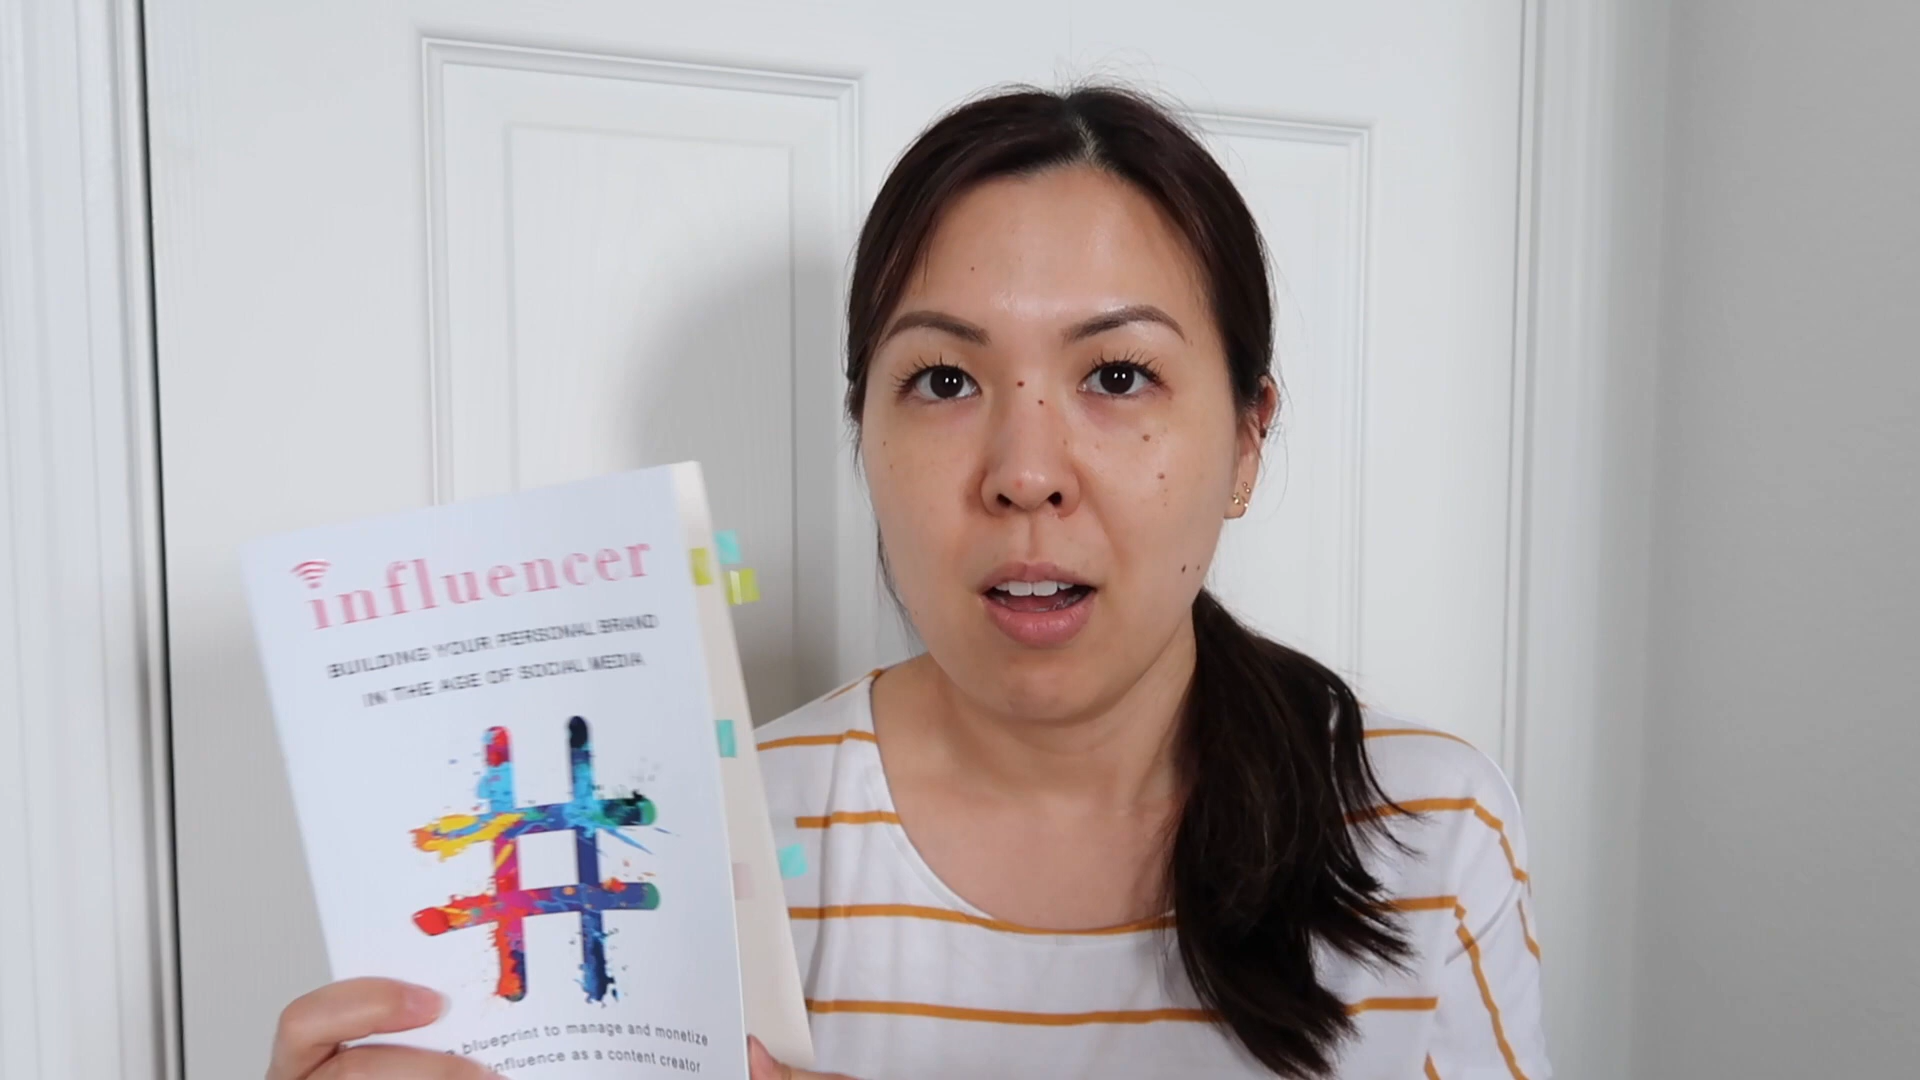 influencer
BUILDING YOUR PERSONAL BRAND
IN THE AGE OF SOCIAL MEDIA
blueprint to manage and monetize
influence as a content creator